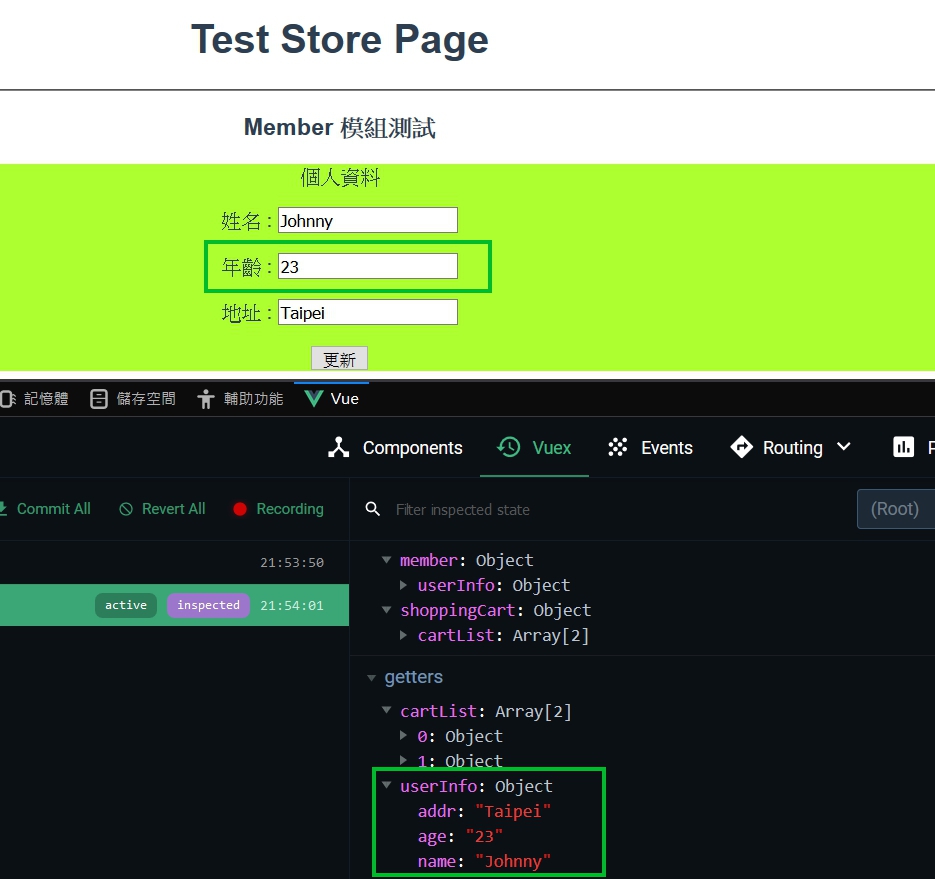 Test Store Page
Member 模組測試
個人資料
姓名 : Johnny
年齡 : 23
地址 : Taipei
更新
記憶體 儲存空間 輔助功能 Vue
Components Vuex Events Routing
Commit All Revert All Recording Filter inspected state (Root)
21:53:50
active inspected 21:54:01
member: Object
userInfo: Object
shoppingCart: Object
cartList: Array[2]
getters
cartList: Array[2]
0: Object
1: Object
userInfo: Object
addr: "Taipei"
age: "23"
name: "Johnny"